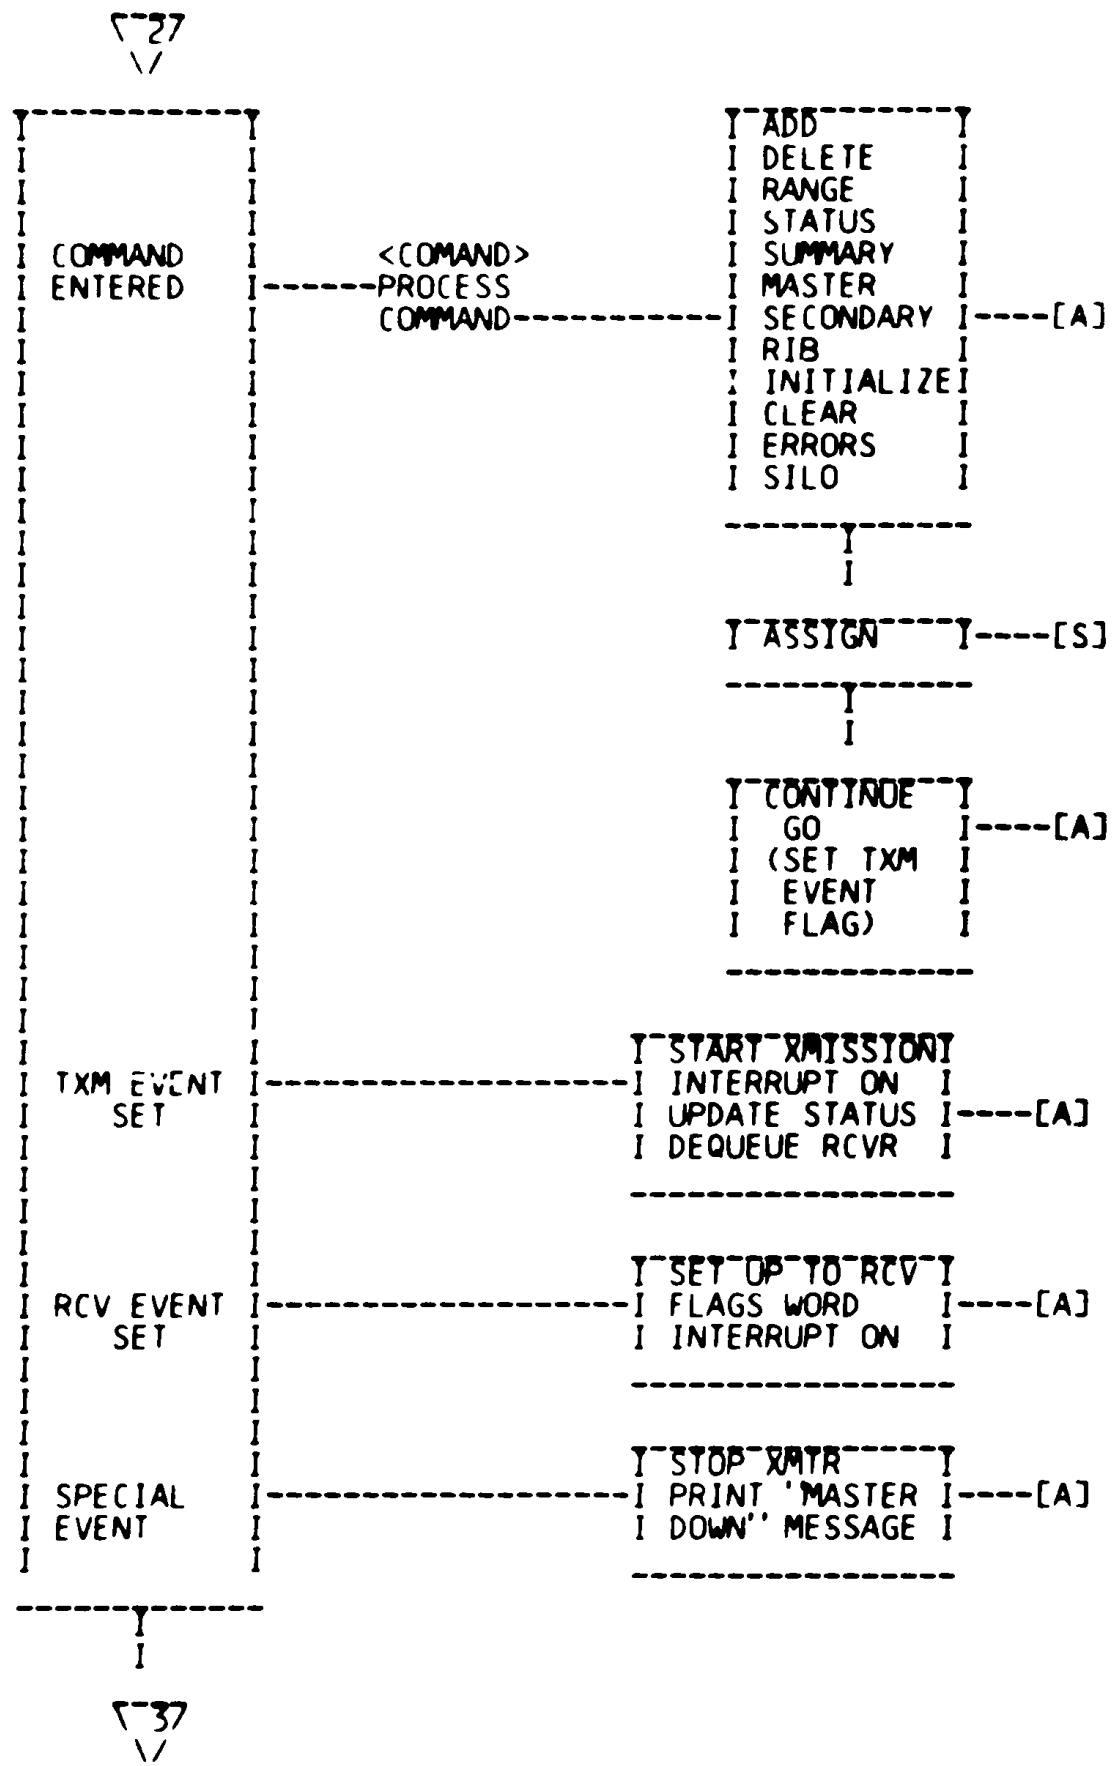 2
ADD
DELETE
RANGE
STATUS
COMMAND <COMAND> SUMMARY
ENTERED PROCESS MASTER
COMMAND SECONDARY [A]
RIB
INITIALIZE
CLEAR
ERRORS
SILO
ASSIGN [S]
CONTINUE
GO [A]
(SET TXM
EVENT
FLAG)
START XMISSION
TXM EVENT INTERRUPT ON
SET UPDATE STATUS [A]
DEQUEUE RCVR
SET UP TO RCV
RCV EVENT FLAGS WORD [A]
SET INTERRUPT ON
STOP XMTR
SPECIAL PRINT ''MASTER [A]
EVENT DOWN'' MESSAGE
3